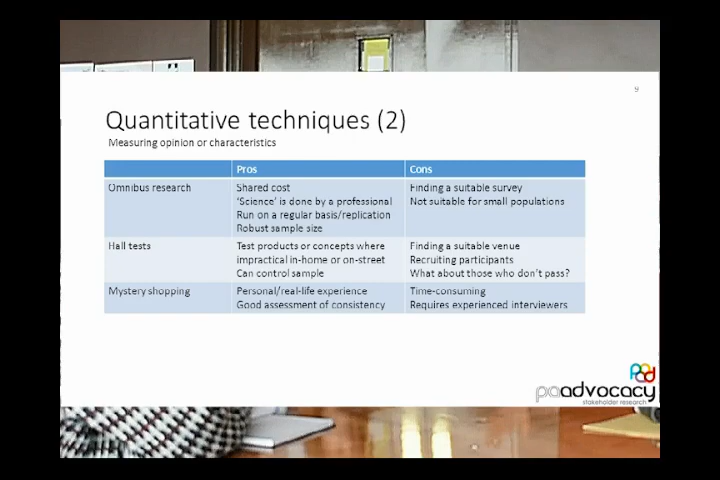 9
Quantitative techniques (2)
Measuring opinion or characteristics
Pros Cons
Omnibus research Shared cost Finding a suitable survey
'Science' is done by a professional Not suitable for small populations
Run on a regular basis/replication
Robust sample size
Hall tests Test products or concepts where Finding a suitable venue
impractical in-home or on-street Recruiting participants
Can control sample What about those who don't pass?
Mystery shopping Personal/real-life experience Time-consuming
Good assessment of consistency Requires experienced interviewers
paadvocacy
stakeholder research